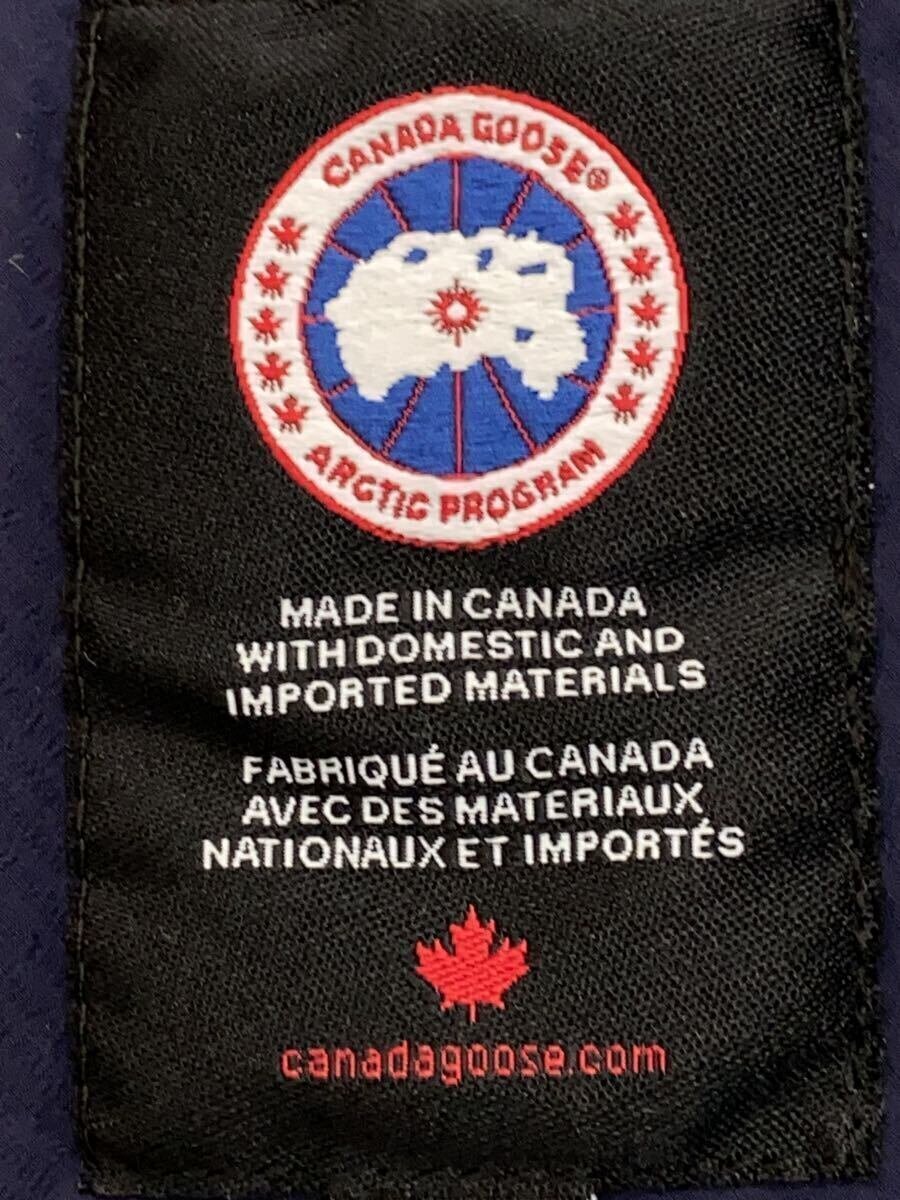 CANADA GOOSE®
ARCTIC PROGRAM
MADE IN CANADA
WITH DOMESTIC AND
IMPORTED MATERIALS
FABRIQUÉ AU CANADA
AVEC DES MATERIAUX
NATIONAUX ET IMPORTÉS
canadagoose.com